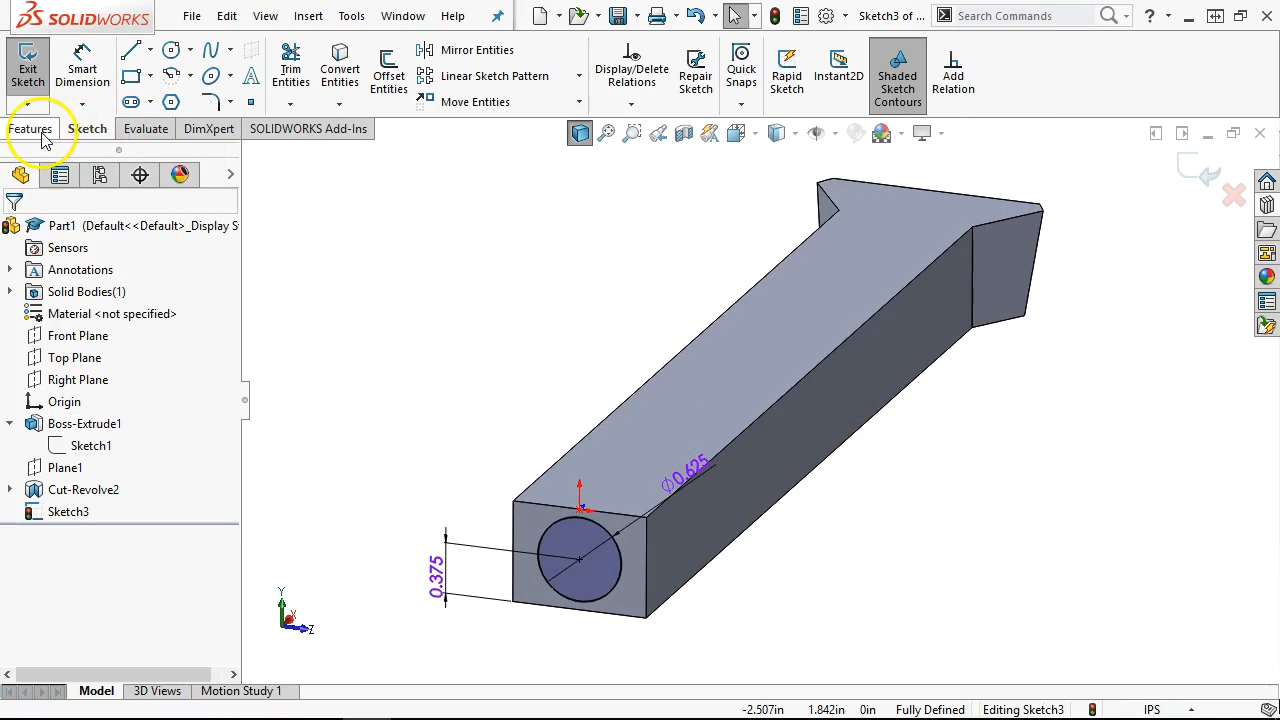 SOLIDWORKS File Edit View Insert Tools Window Help Sketch3 of ... Search Commands ?
Exit Sketch
Smart Dimension
Trim Entities
Convert Entities
Offset Entities
Mirror Entities
Linear Sketch Pattern
Move Entities
Display/Delete Relations
Repair Sketch
Quick Snaps
Rapid Sketch
Instant2D
Shaded Sketch Contours
Add Relation
Features Sketch Evaluate DimXpert SOLIDWORKS Add-Ins
Part1 (Default<<Default>_Display S
Sensors
Annotations
Solid Bodies(1)
Material <not specified>
Front Plane
Top Plane
Right Plane
Origin
Boss-Extrude1
Sketch1
Plane1
Cut-Revolve2
Sketch3
∅0.625
0.375
Y
X
Z
Model 3D Views Motion Study 1
-2.507in 1.842in 0in Fully Defined Editing Sketch3 IPS